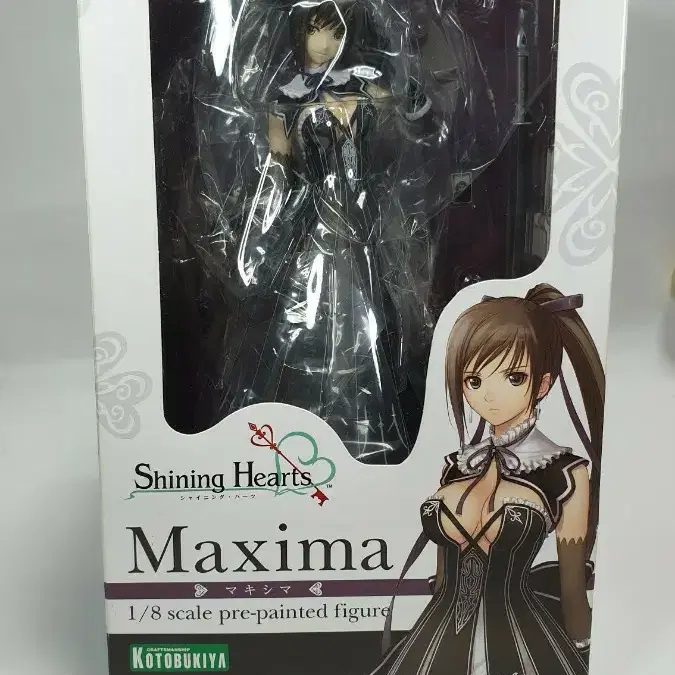 Shining Hearts™
シャイニング・ハーツ
Maxima
マキシマ
1/8 scale pre-painted figure
CRAFTSMANSHIP
KOTOBUKIYA